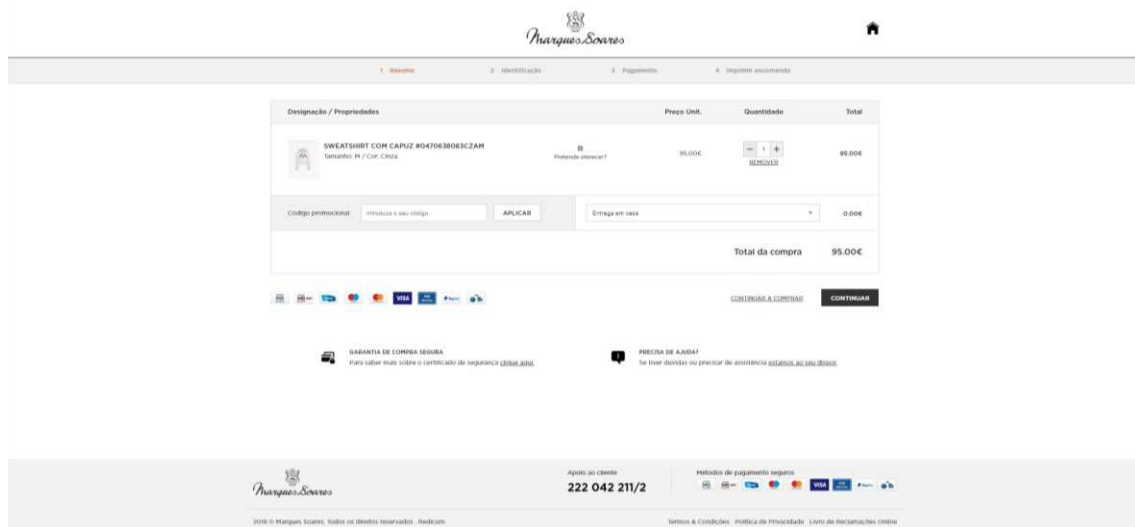 Marques Soares
1 Resumo 2 Identificação 3 Pagamento 4 Imprimir encomenda
Designação / Propriedades Preço Unit. Quantidade Total
SWEATSHIRT COM CAPUZ #0470638083CZAM
Tamanho: M / Cor: Cinza
Pretende oferecer?
95.00€
− 1 +
REMOVER
95.00€
Código promocional Introduza o seu código APLICAR Entrega em casa 0.00€
Total da compra 95.00€
VISA CONTINUAR A COMPRAR CONTINUAR
GARANTIA DE COMPRA SEGURA
Para saber mais sobre o certificado de segurança clique aqui.
PRECISA DE AJUDA?
Se tiver dúvidas ou precisar de assistência estamos ao seu dispor.
Marques Soares
Apoio ao cliente
222 042 211/2
Métodos de pagamento seguros
VISA
2018 © Marques Soares. Todos os direitos reservados . Redicom
Termos & Condições Política de Privacidade Livro de Reclamações Online